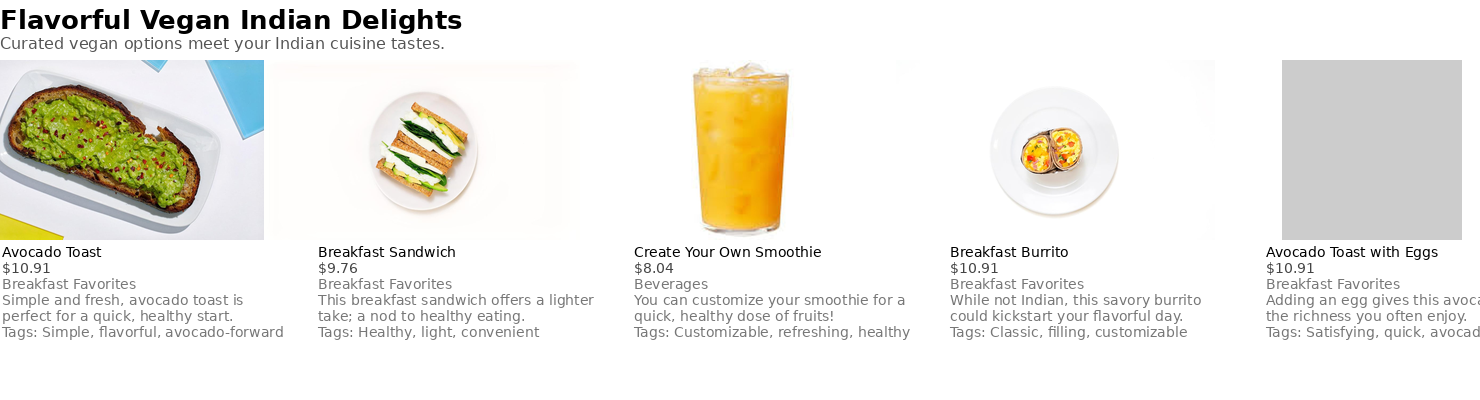 Flavorful Vegan Indian Delights
Curated vegan options meet your Indian cuisine tastes.
Avocado Toast
$10.91
Breakfast Favorites
Simple and fresh, avocado toast is
perfect for a quick, healthy start.
Tags: Simple, flavorful, avocado-forward
Breakfast Sandwich
$9.76
Breakfast Favorites
This breakfast sandwich offers a lighter
take; a nod to healthy eating.
Tags: Healthy, light, convenient
Create Your Own Smoothie
$8.04
Beverages
You can customize your smoothie for a
quick, healthy dose of fruits!
Tags: Customizable, refreshing, healthy
Breakfast Burrito
$10.91
Breakfast Favorites
While not Indian, this savory burrito
could kickstart your flavorful day.
Tags: Classic, filling, customizable
Avocado Toast with Eggs
$10.91
Breakfast Favorites
Adding an egg gives this
the richness you often enjoy.
Tags: Satisfying, quick,